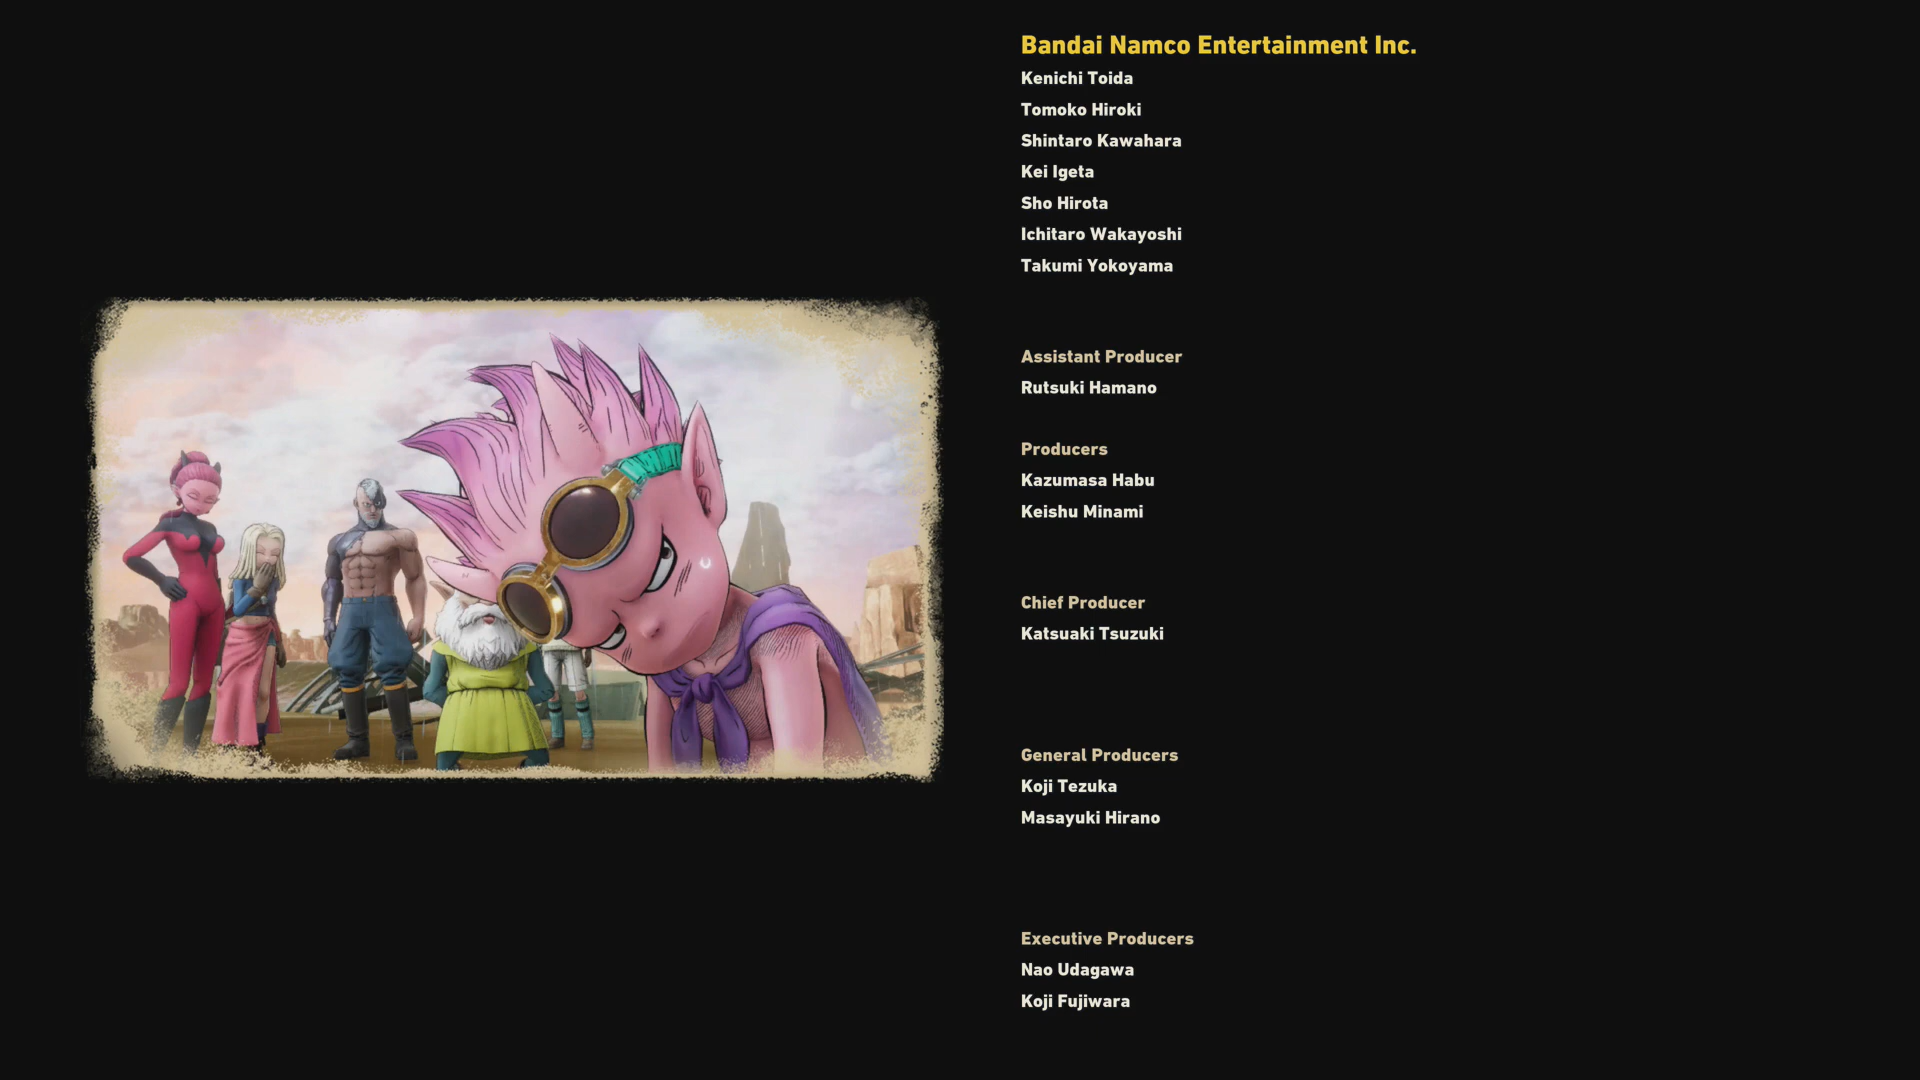 Bandai Namco Entertainment Inc.
Kenichi Toida
Tomoko Hiroki
Shintaro Kawahara
Kei Igeta
Sho Hirota
Ichitaro Wakayoshi
Takumi Yokoyama
Assistant Producer
Rutsuki Hamano
Producers
Kazumasa Habu
Keishu Minami
Chief Producer
Katsuaki Tsuzuki
General Producers
Koji Tezuka
Masayuki Hirano
Executive Producers
Nao Udagawa
Koji Fujiwara